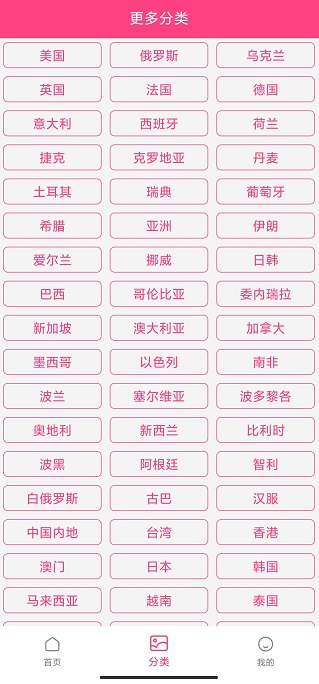 更多分类
美国 俄罗斯 乌克兰
英国 法国 德国
意大利 西班牙 荷兰
捷克 克罗地亚 丹麦
土耳其 瑞典 葡萄牙
希腊 亚洲 伊朗
爱尔兰 挪威 日韩
巴西 哥伦比亚 委内瑞拉
新加坡 澳大利亚 加拿大
墨西哥 以色列 南非
波兰 塞尔维亚 波多黎各
奥地利 新西兰 比利时
波黑 阿根廷 智利
白俄罗斯 古巴 汉服
中国内地 台湾 香港
澳门 日本 韩国
马来西亚 越南 泰国
首页 分类 我的